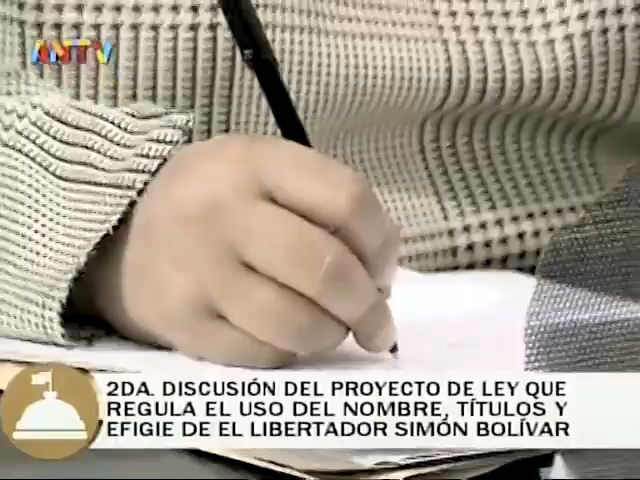 ANTV
2DA. DISCUSIÓN DEL PROYECTO DE LEY QUE
REGULA EL USO DEL NOMBRE, TÍTULOS Y
EFIGIE DE EL LIBERTADOR SIMÓN BOLÍVAR